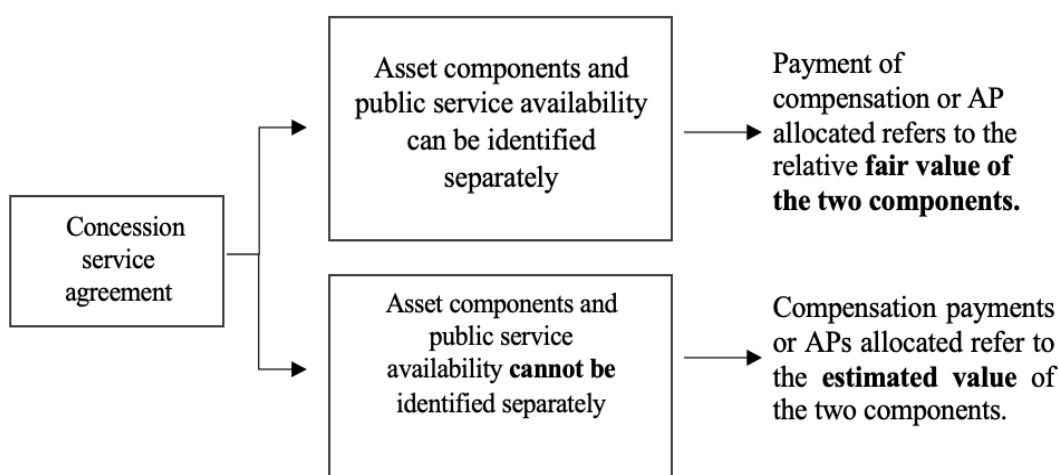 Concession
service
agreement
Asset components and
public service availability
can be identified
separately
Payment of
compensation or AP
allocated refers to the
relative fair value of
the two components.
Asset components and
public service
availability cannot be
identified separately
Compensation payments
or APs allocated refer to
the estimated value of
the two components.